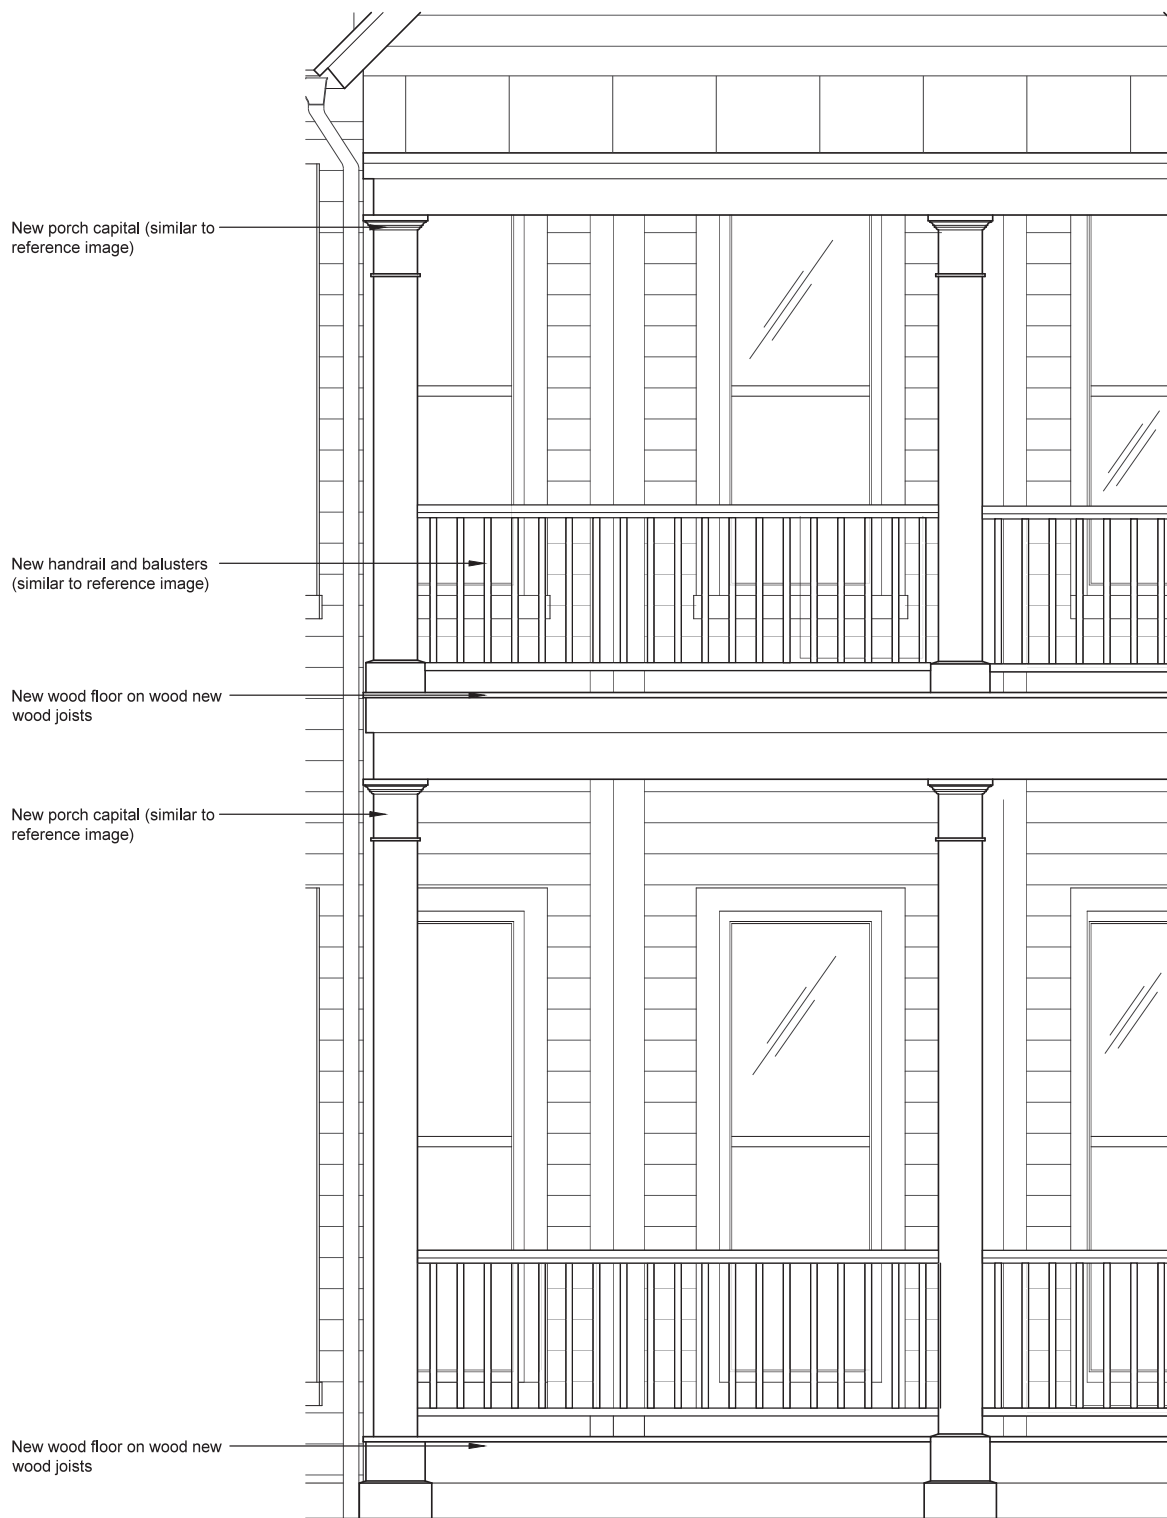 New porch capital (similar to
reference image)
New handrail and balusters
(similar to reference image)
New wood floor on wood new
wood joists
New porch capital (similar to
reference image)
New wood floor on wood new
wood joists